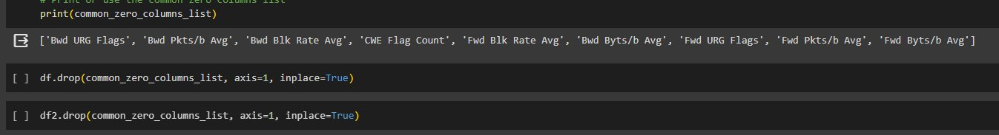 # Print or use the common zero columns list
print(common_zero_columns_list)
['Bwd URG Flags', 'Bwd Pkts/b Avg', 'Bwd Blk Rate Avg', 'CWE Flag Count', 'Fwd Blk Rate Avg', 'Bwd Byts/b Avg', 'Fwd URG Flags', 'Fwd Pkts/b Avg', 'Fwd Byts/b Avg']
[ ] df.drop(common_zero_columns_list, axis=1, inplace=True)
[ ] df2.drop(common_zero_columns_list, axis=1, inplace=True)